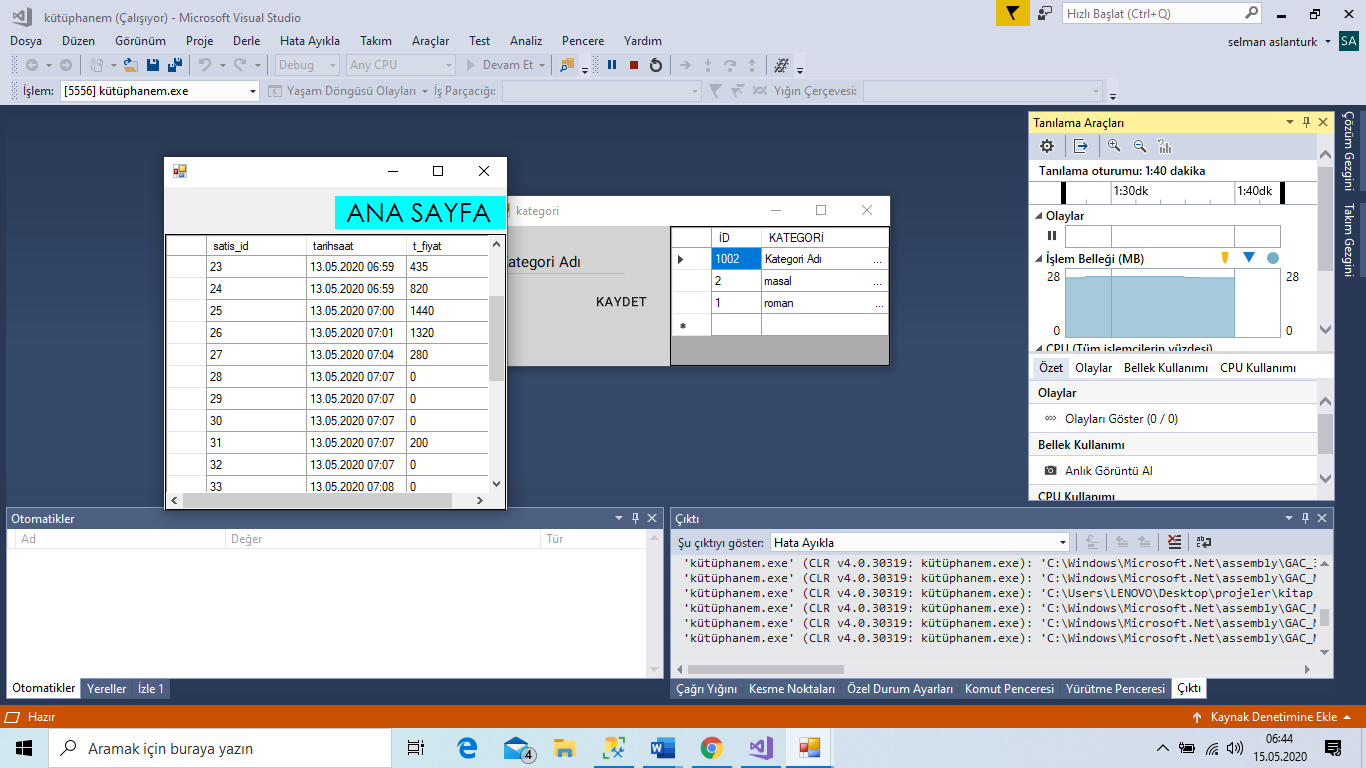 kütüphanem (Çalışıyor) - Microsoft Visual Studio
Hızlı Başlat (Ctrl+Q)
Dosya Düzen Görünüm Proje Derle Hata Ayıkla Takım Araçlar Test Analiz Pencere Yardım
selman aslanturk SA
Debug Any CPU Devam Et
İşlem: [5556] kütüphanem.exe Yaşam Döngüsü Olayları İş Parçacığı: Yığın Çerçevesi:
ANA SAYFA
satis_id tarihsaat t_fiyat
23 13.05.2020 06:59 435
24 13.05.2020 06:59 820
25 13.05.2020 07:00 1440
26 13.05.2020 07:01 1320
27 13.05.2020 07:04 280
28 13.05.2020 07:07 0
29 13.05.2020 07:07 0
30 13.05.2020 07:07 0
31 13.05.2020 07:07 200
32 13.05.2020 07:07 0
33 13.05.2020 07:08 0
kategori
ategori Adı
KAYDET
İD KATEGORİ
1002 Kategori Adı ...
2 masal ...
1 roman ...
Tanılama Araçları
Tanılama oturumu: 1:40 dakika
1:30dk 1:40dk
Olaylar
İşlem Belleği (MB)
28 28
0 0
CPU (Tüm işlemcilerin yüzdesi)
Özet Olaylar Bellek Kullanımı CPU Kullanımı
Olaylar
Olayları Göster (0 / 0)
Bellek Kullanımı
Anlık Görüntü Al
CPU Kullanımı
Çözüm Gezgini
Takım Gezgini
Otomatikler
Ad Değer Tür
Otomatikler Yereller İzle 1
Çıktı
Şu çıktıyı göster: Hata Ayıkla
'kütüphanem.exe' (CLR v4.0.30319: kütüphanem.exe): 'C:\Windows\Microsoft.Net\assembly\GAC_
'kütüphanem.exe' (CLR v4.0.30319: kütüphanem.exe): 'C:\Windows\Microsoft.Net\assembly\GAC_M
'kütüphanem.exe' (CLR v4.0.30319: kütüphanem.exe): 'C:\Users\LENOVO\Desktop\projeler\kitap
'kütüphanem.exe' (CLR v4.0.30319: kütüphanem.exe): 'C:\Windows\Microsoft.Net\assembly\GAC_M
'kütüphanem.exe' (CLR v4.0.30319: kütüphanem.exe): 'C:\Windows\Microsoft.Net\assembly\GAC_M
'kütüphanem.exe' (CLR v4.0.30319: kütüphanem.exe): 'C:\Windows\Microsoft.Net\assembly\GAC_M
Çağrı Yığını Kesme Noktaları Özel Durum Ayarları Komut Penceresi Yürütme Penceresi Çıktı
Hazır
Kaynak Denetimine Ekle
Aramak için buraya yazın
4
06:44
15.05.2020